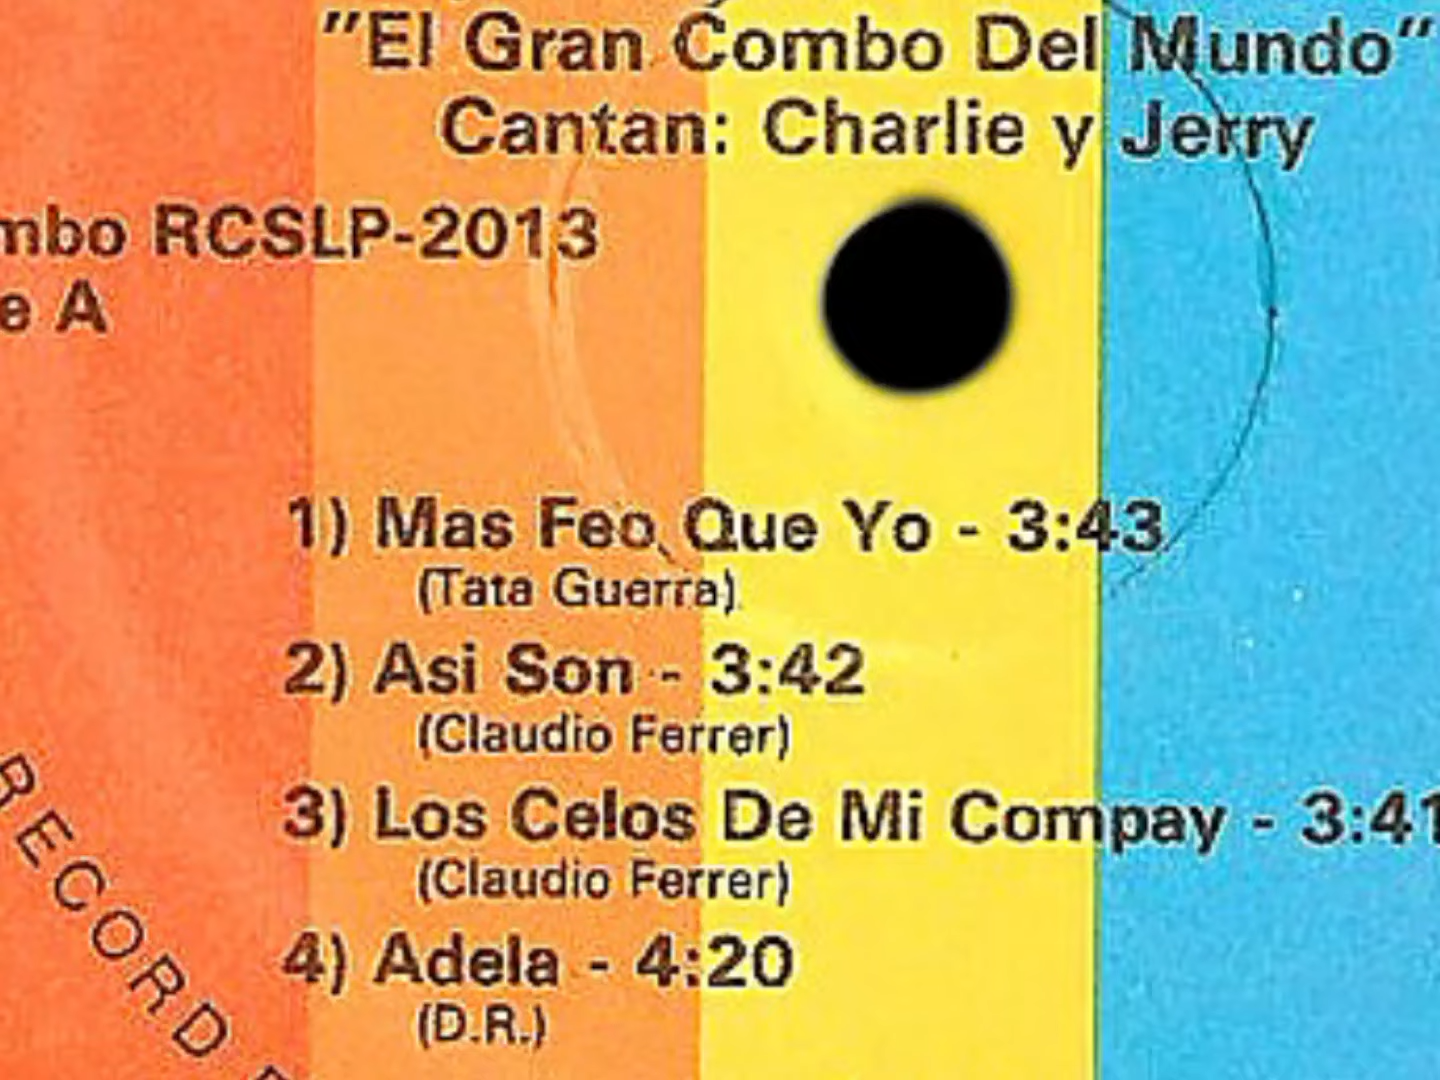 "El Gran Combo Del Mundo"
Cantan: Charlie y Jerry
mbo RCSLP-2013
e A
1) Mas Feo Que Yo - 3:43
(Tata Guerra)
2) Asi Son - 3:42
(Claudio Ferrer)
3) Los Celos De Mi Compay - 3:41
(Claudio Ferrer)
4) Adela - 4:20
(D.R.)
RECORD